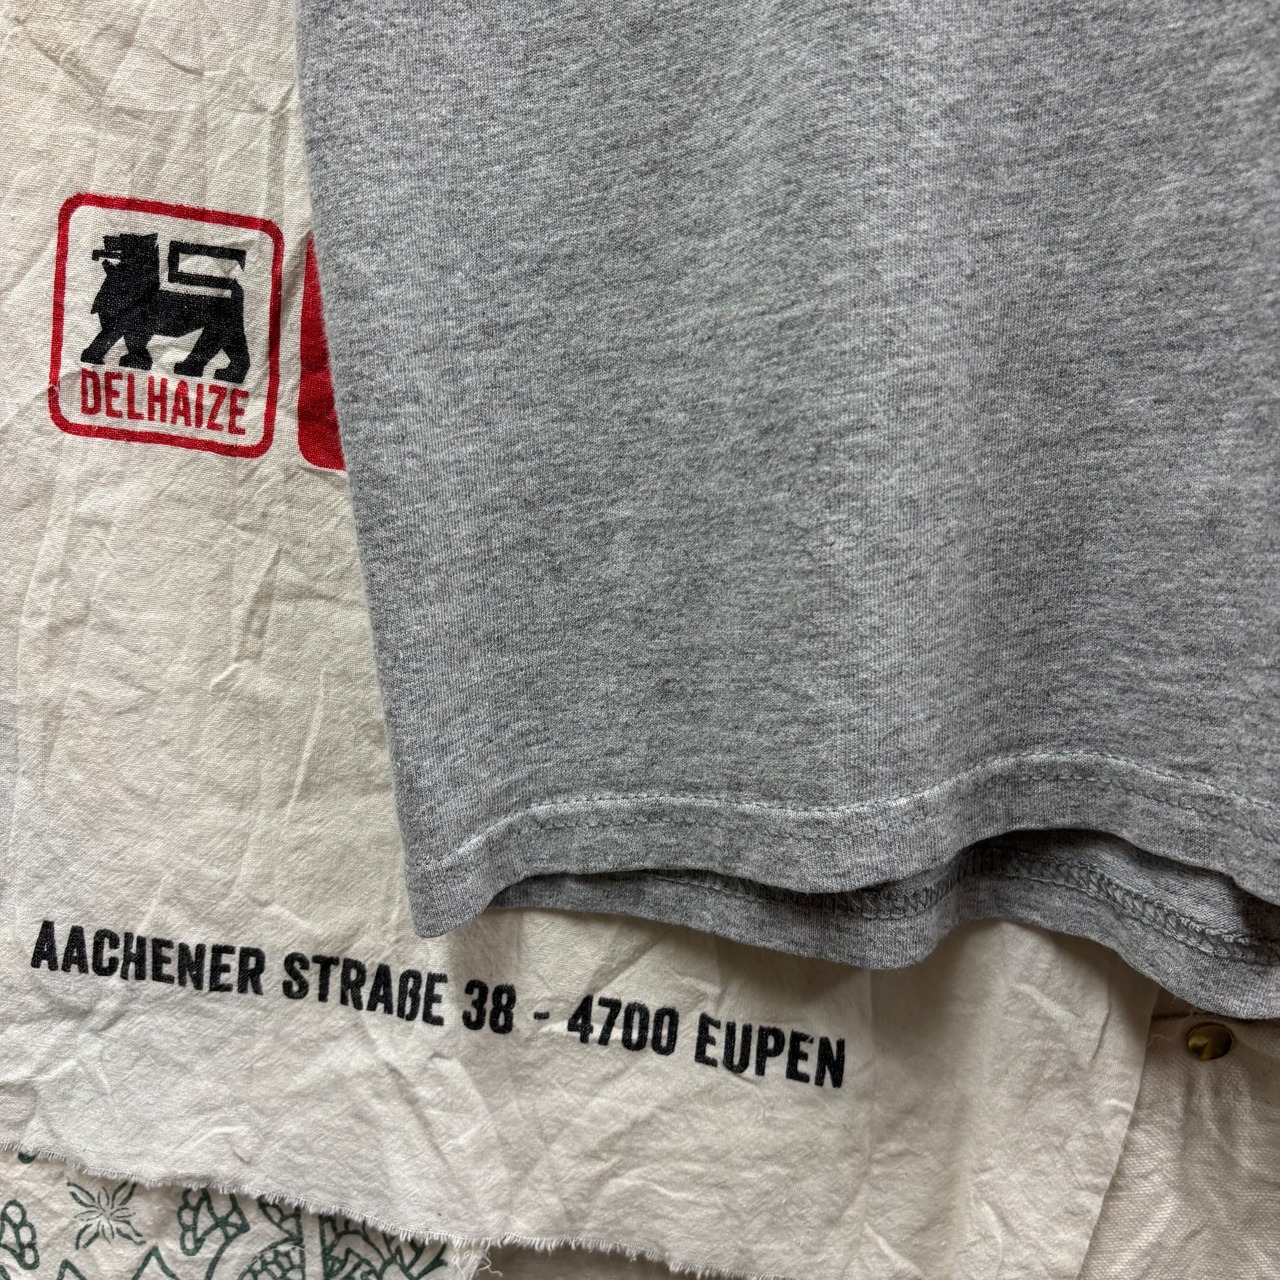 DELHAIZE
AACHENER STRAßE 38 - 4700 EUPEN